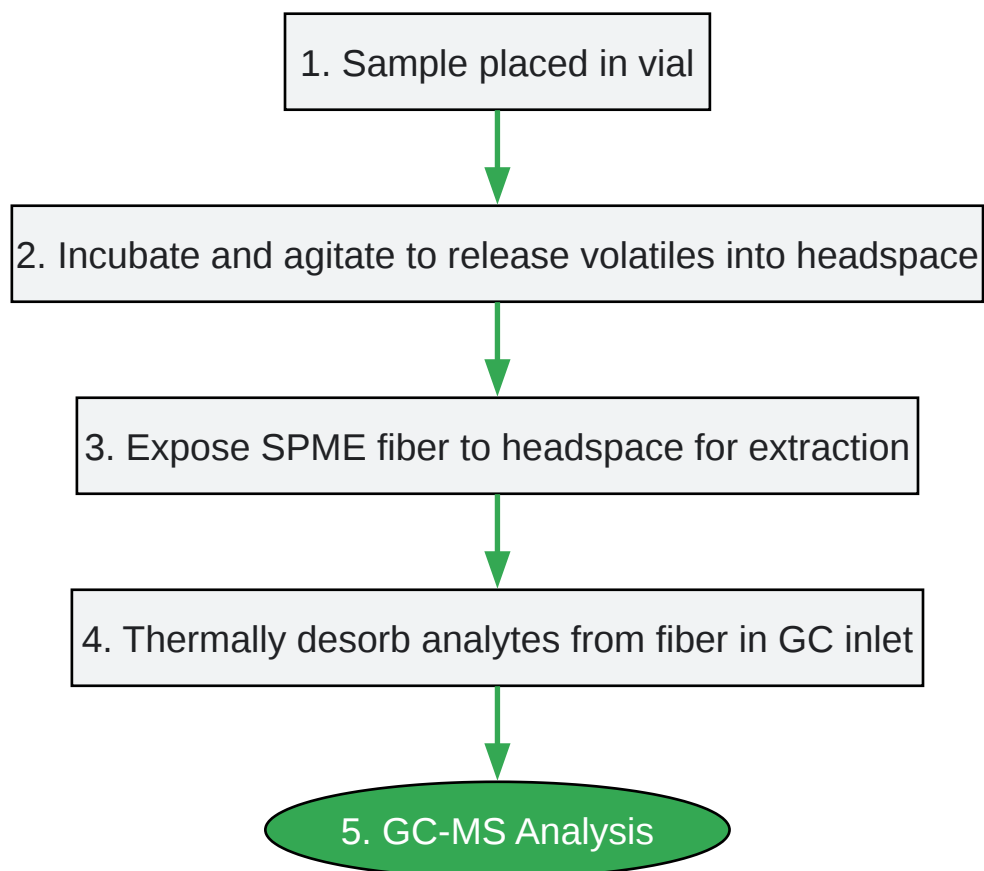 1. Sample placed in vial
2. Incubate and agitate to release volatiles into headspace
3. Expose SPME fiber to headspace for extraction
4. Thermally desorb analytes from fiber in GC inlet
5. GC-MS Analysis